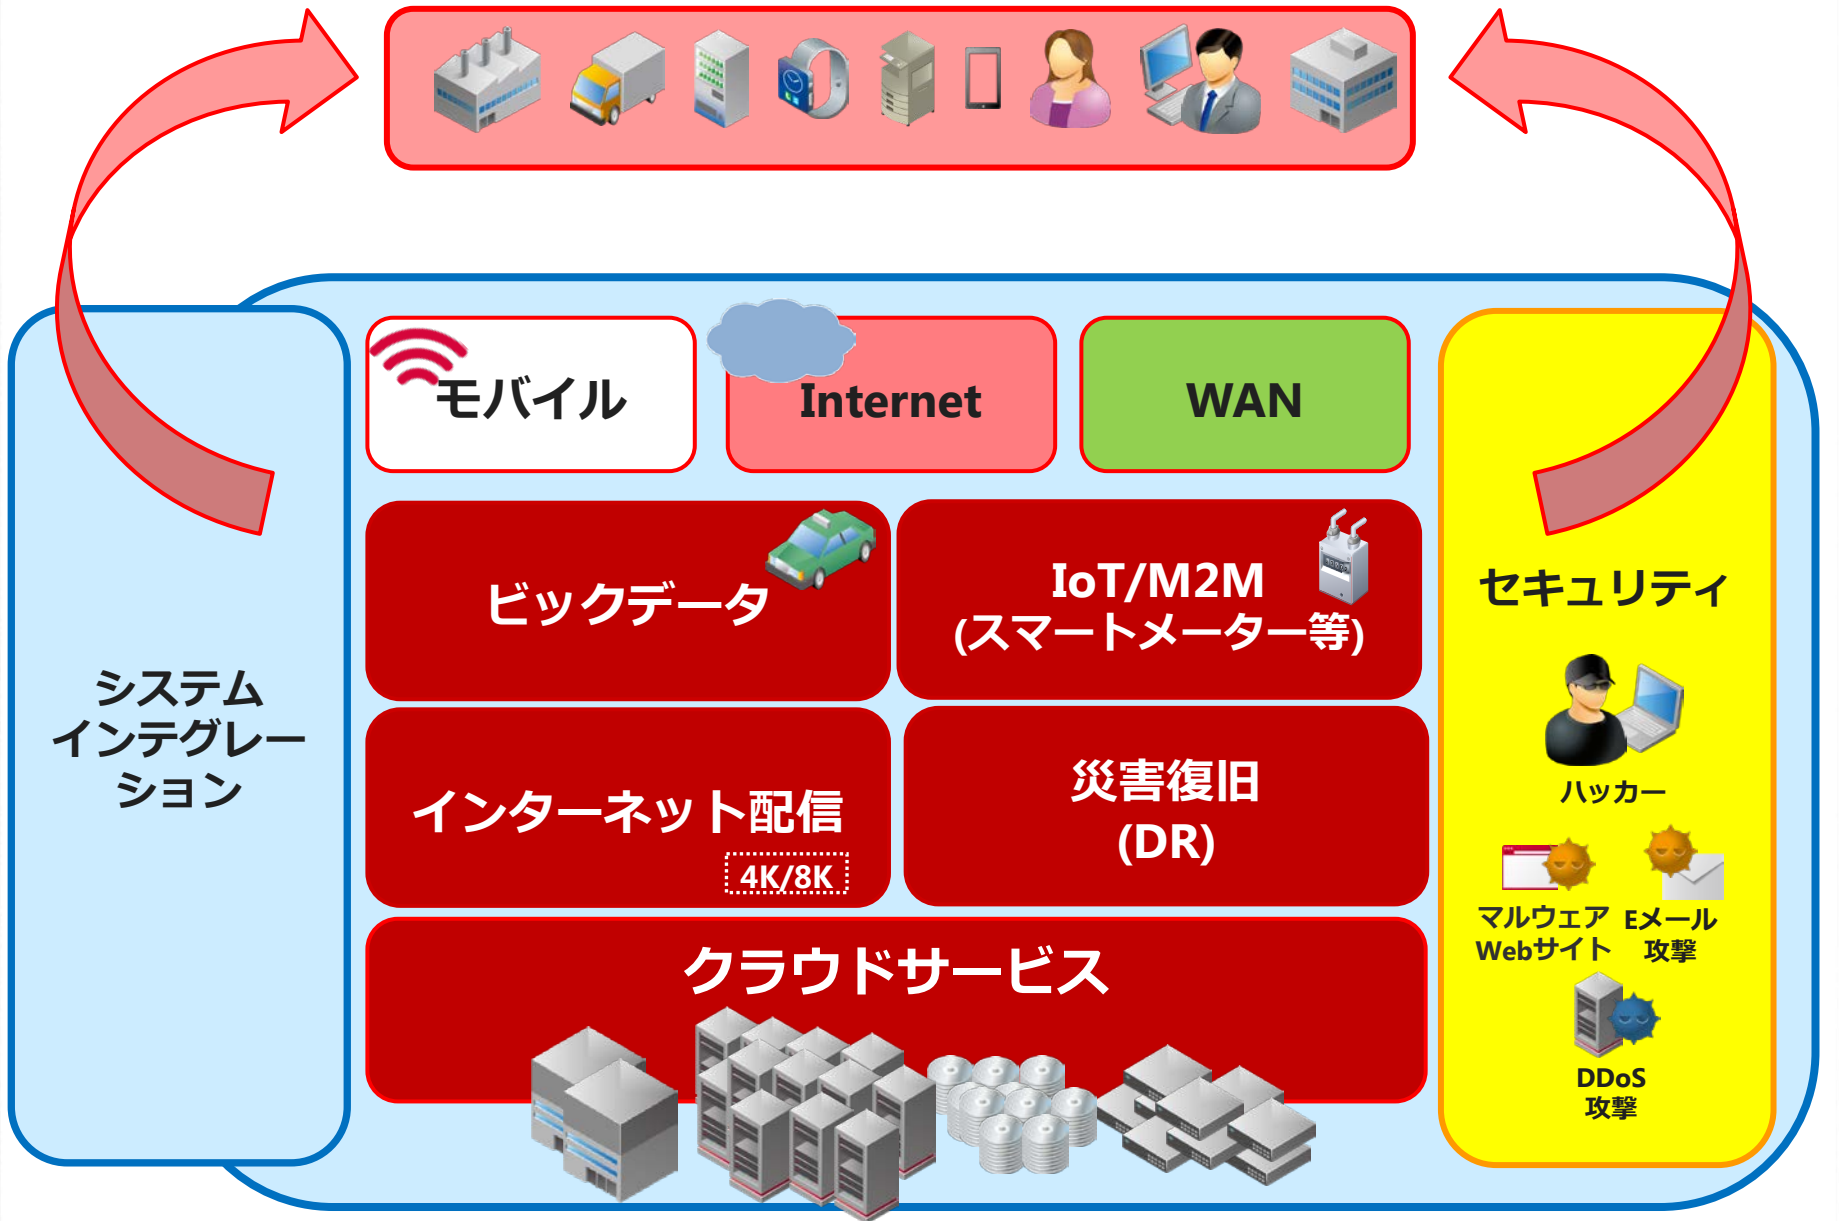 モバイル
Internet
WAN
ビックデータ
IoT/M2M
(スマートメーター等)
インターネット配信
4K/8K
災害復旧
(DR)
クラウドサービス
システム
インテグレー
ション
セキュリティ
ハッカー
マルウェア
Webサイト
Eメール
攻撃
DDoS
攻撃